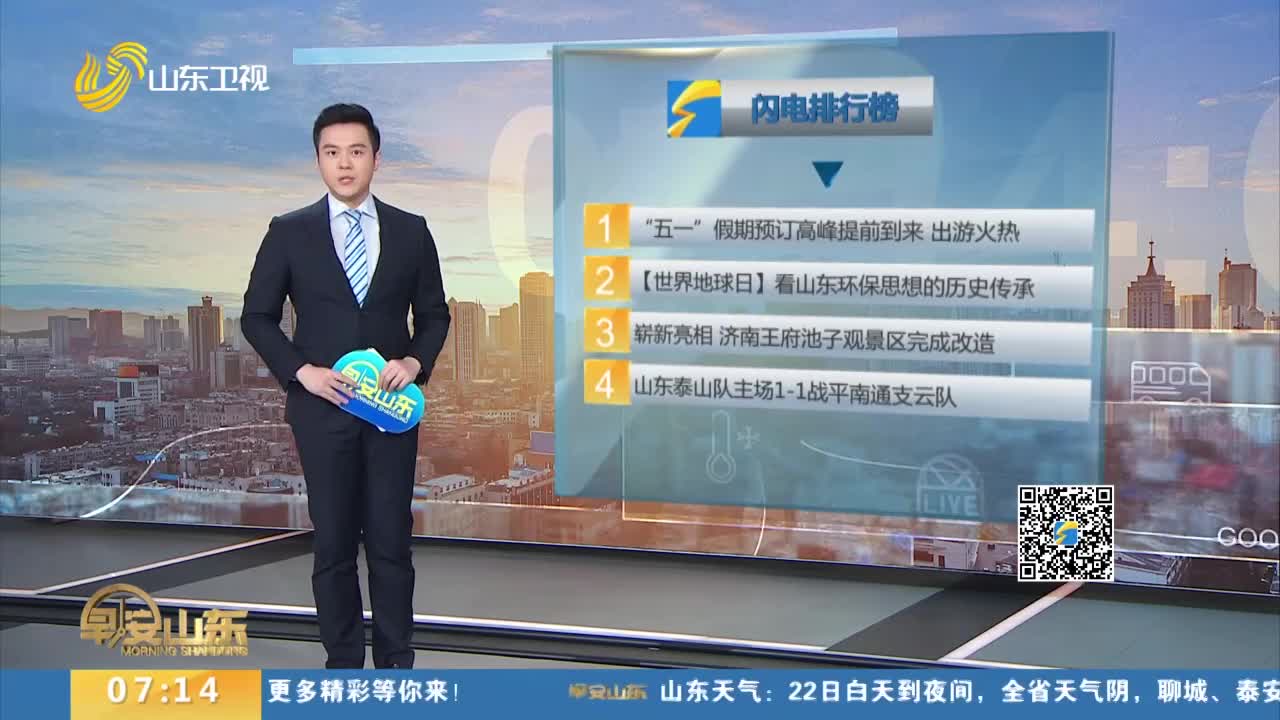 山东卫视
闪电排行榜
1 “五一”假期预订高峰提前到来 出游火热
2 【世界地球日】看山东环保思想的历史传承
3 崭新亮相 济南王府池子观景区完成改造
4 山东泰山队主场1-1战平南通支云队
早安山东
MORNING SHANDONG
LIVE
GOO
早安山东
MORNING SHANDONG
07:14
更多精彩等你来！
早安山东
山东天气：22日白天到夜间，全省天气阴，聊城、泰安